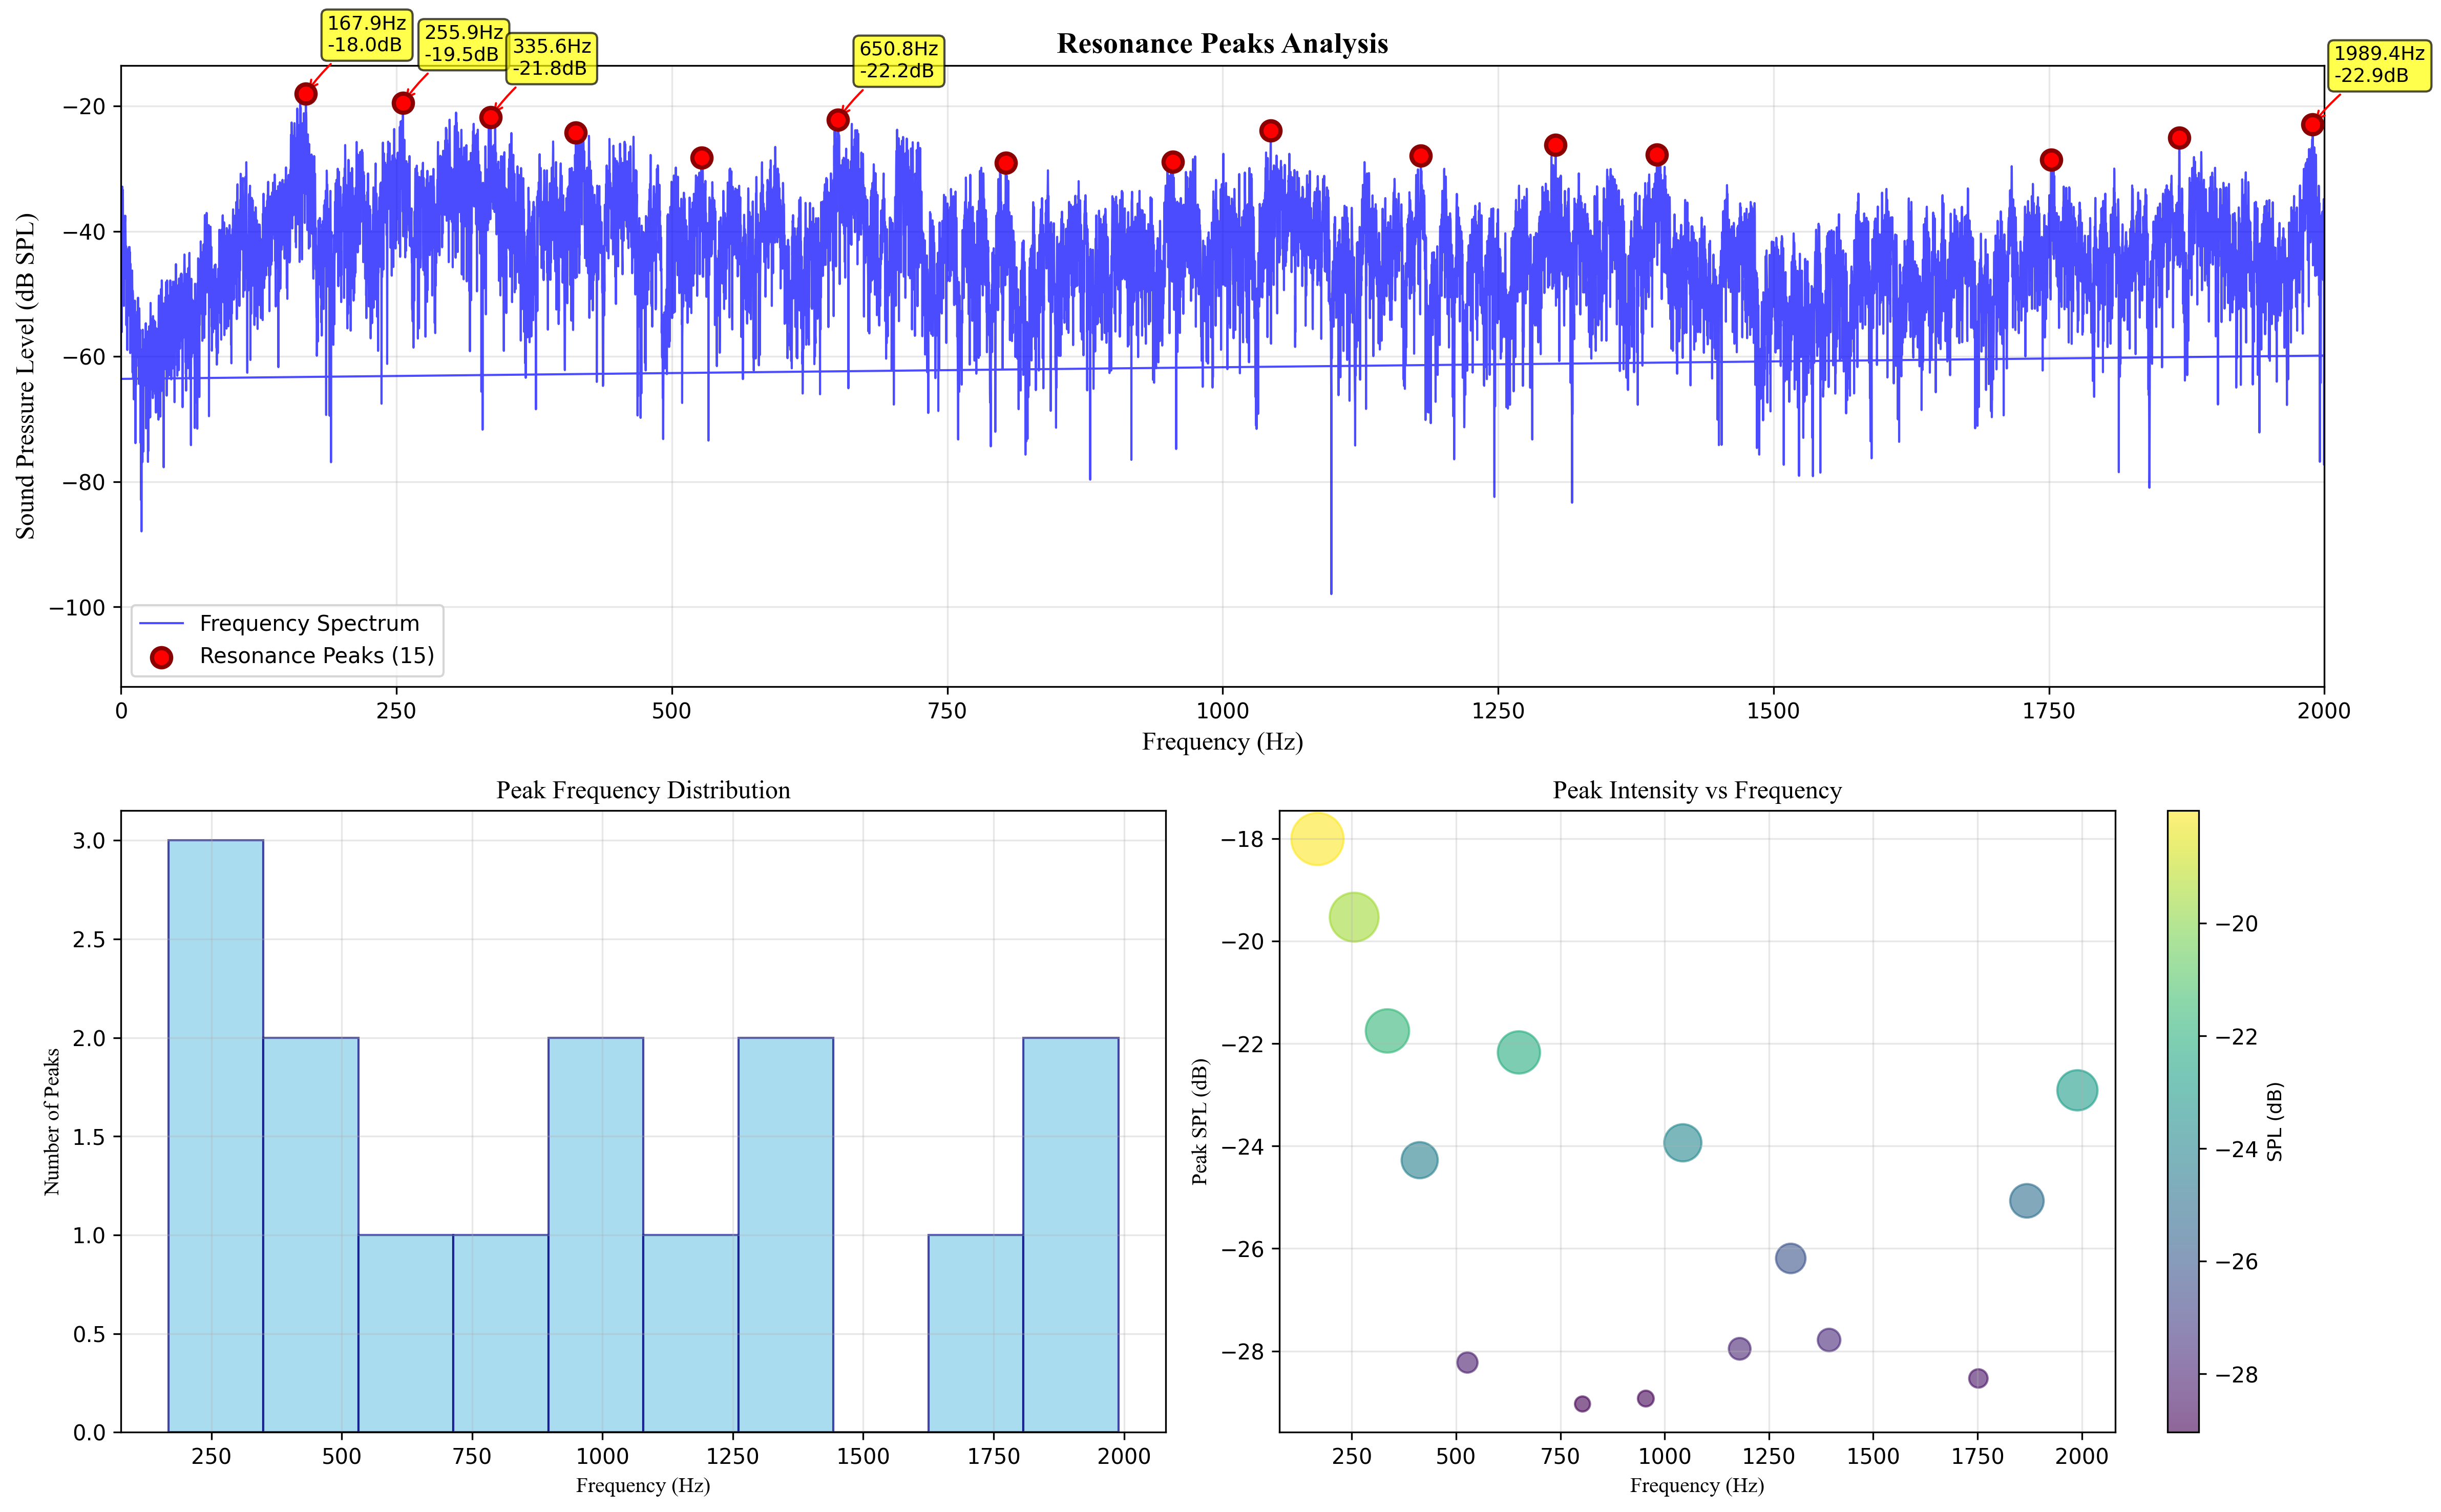 167.9Hz
-18.0dB
255.9Hz
-19.5dB
335.6Hz
-21.8dB
650.8Hz
-22.2dB
Resonance Peaks Analysis
1989.4Hz
-22.9dB
Sound Pressure Level (dB SPL)
−20
−40
−60
−80
−100
Frequency Spectrum
Resonance Peaks (15)
0
250
500
750
1000
1250
1500
1750
2000
Frequency (Hz)
Peak Frequency Distribution
Number of Peaks
3.0
2.5
2.0
1.5
1.0
0.5
0.0
250
500
750
1000
1250
1500
1750
2000
Frequency (Hz)
Peak Intensity vs Frequency
Peak SPL (dB)
−18
−20
−22
−24
−26
−28
250
500
750
1000
1250
1500
1750
2000
Frequency (Hz)
−20
−22
−24
−26
−28
SPL (dB)